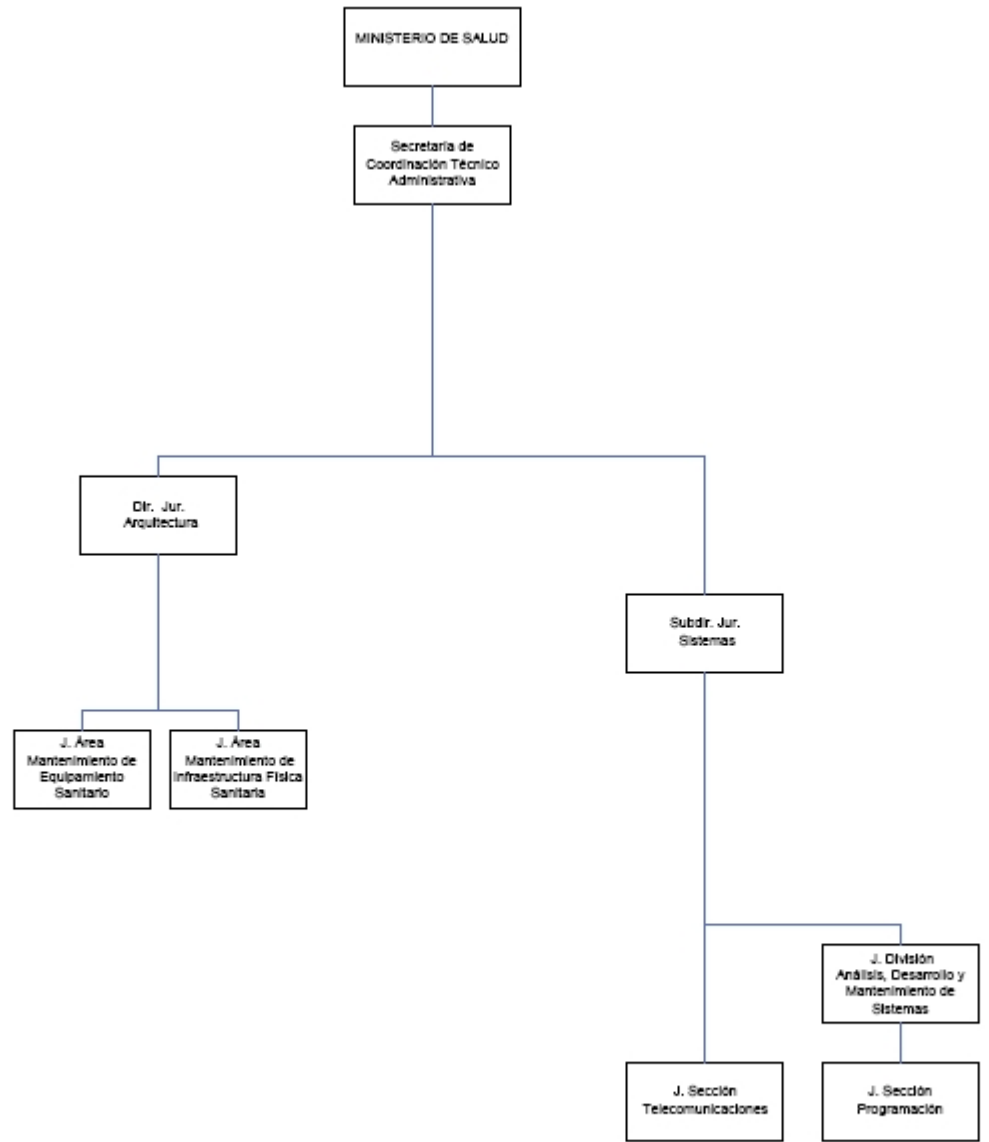 MINISTERIO DE SALUD
Secretaría de
Coordinación Técnico
Administrativa
Dir. Jur.
Arquitectura
Subdir. Jur.
Sistemas
J. Área
Mantenimiento de
Equipamiento
Sanitario
J. Área
Mantenimiento de
Infraestructura Física
Sanitaria
J. División
Análisis, Desarrollo y
Mantenimiento de
Sistemas
J. Sección
Telecomunicaciones
J. Sección
Programación